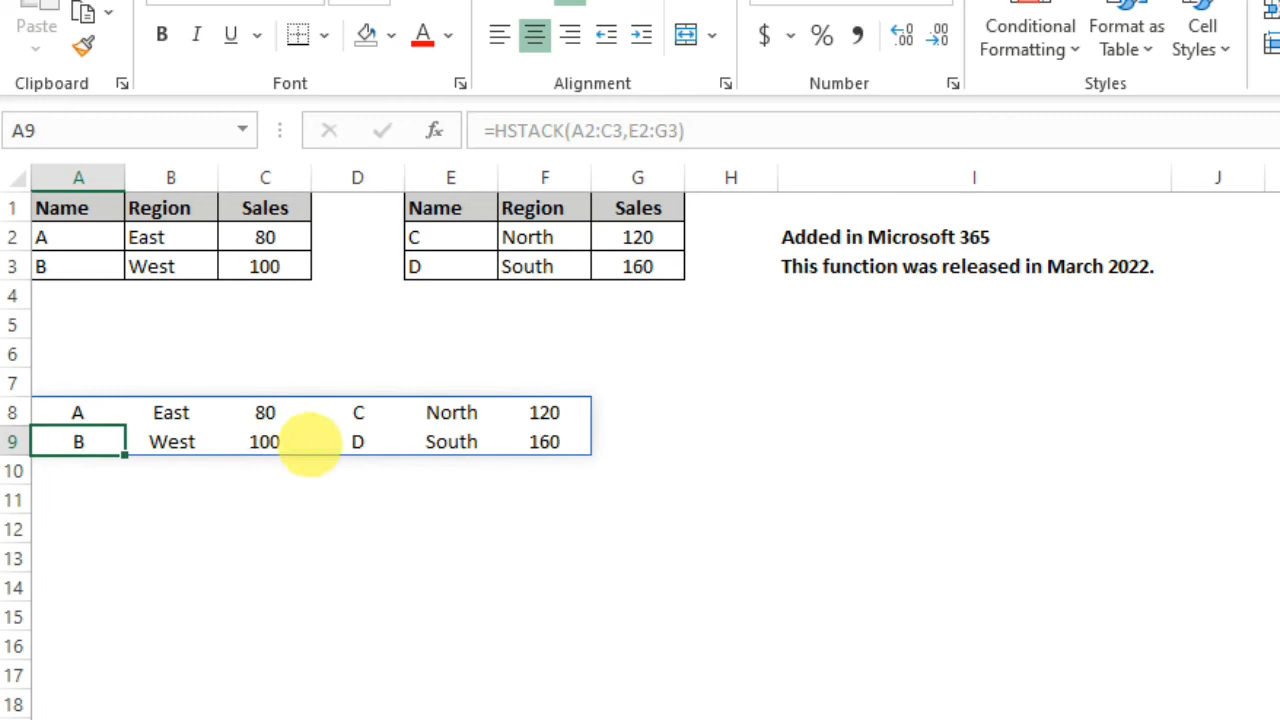 Paste
B I U A
$ % ,
.00 .00
Conditional Formatting
Format as Table
Cell Styles
Clipboard Font Alignment Number Styles
A9 fx =HSTACK(A2:C3,E2:G3)
A B C D E F G H I J
1 Name Region Sales Name Region Sales
2 A East 80 C North 120 Added in Microsoft 365
3 B West 100 D South 160 This function was released in March 2022.
4
5
6
7
8 A East 80 C North 120
9 B West 100 D South 160
10
11
12
13
14
15
16
17
18